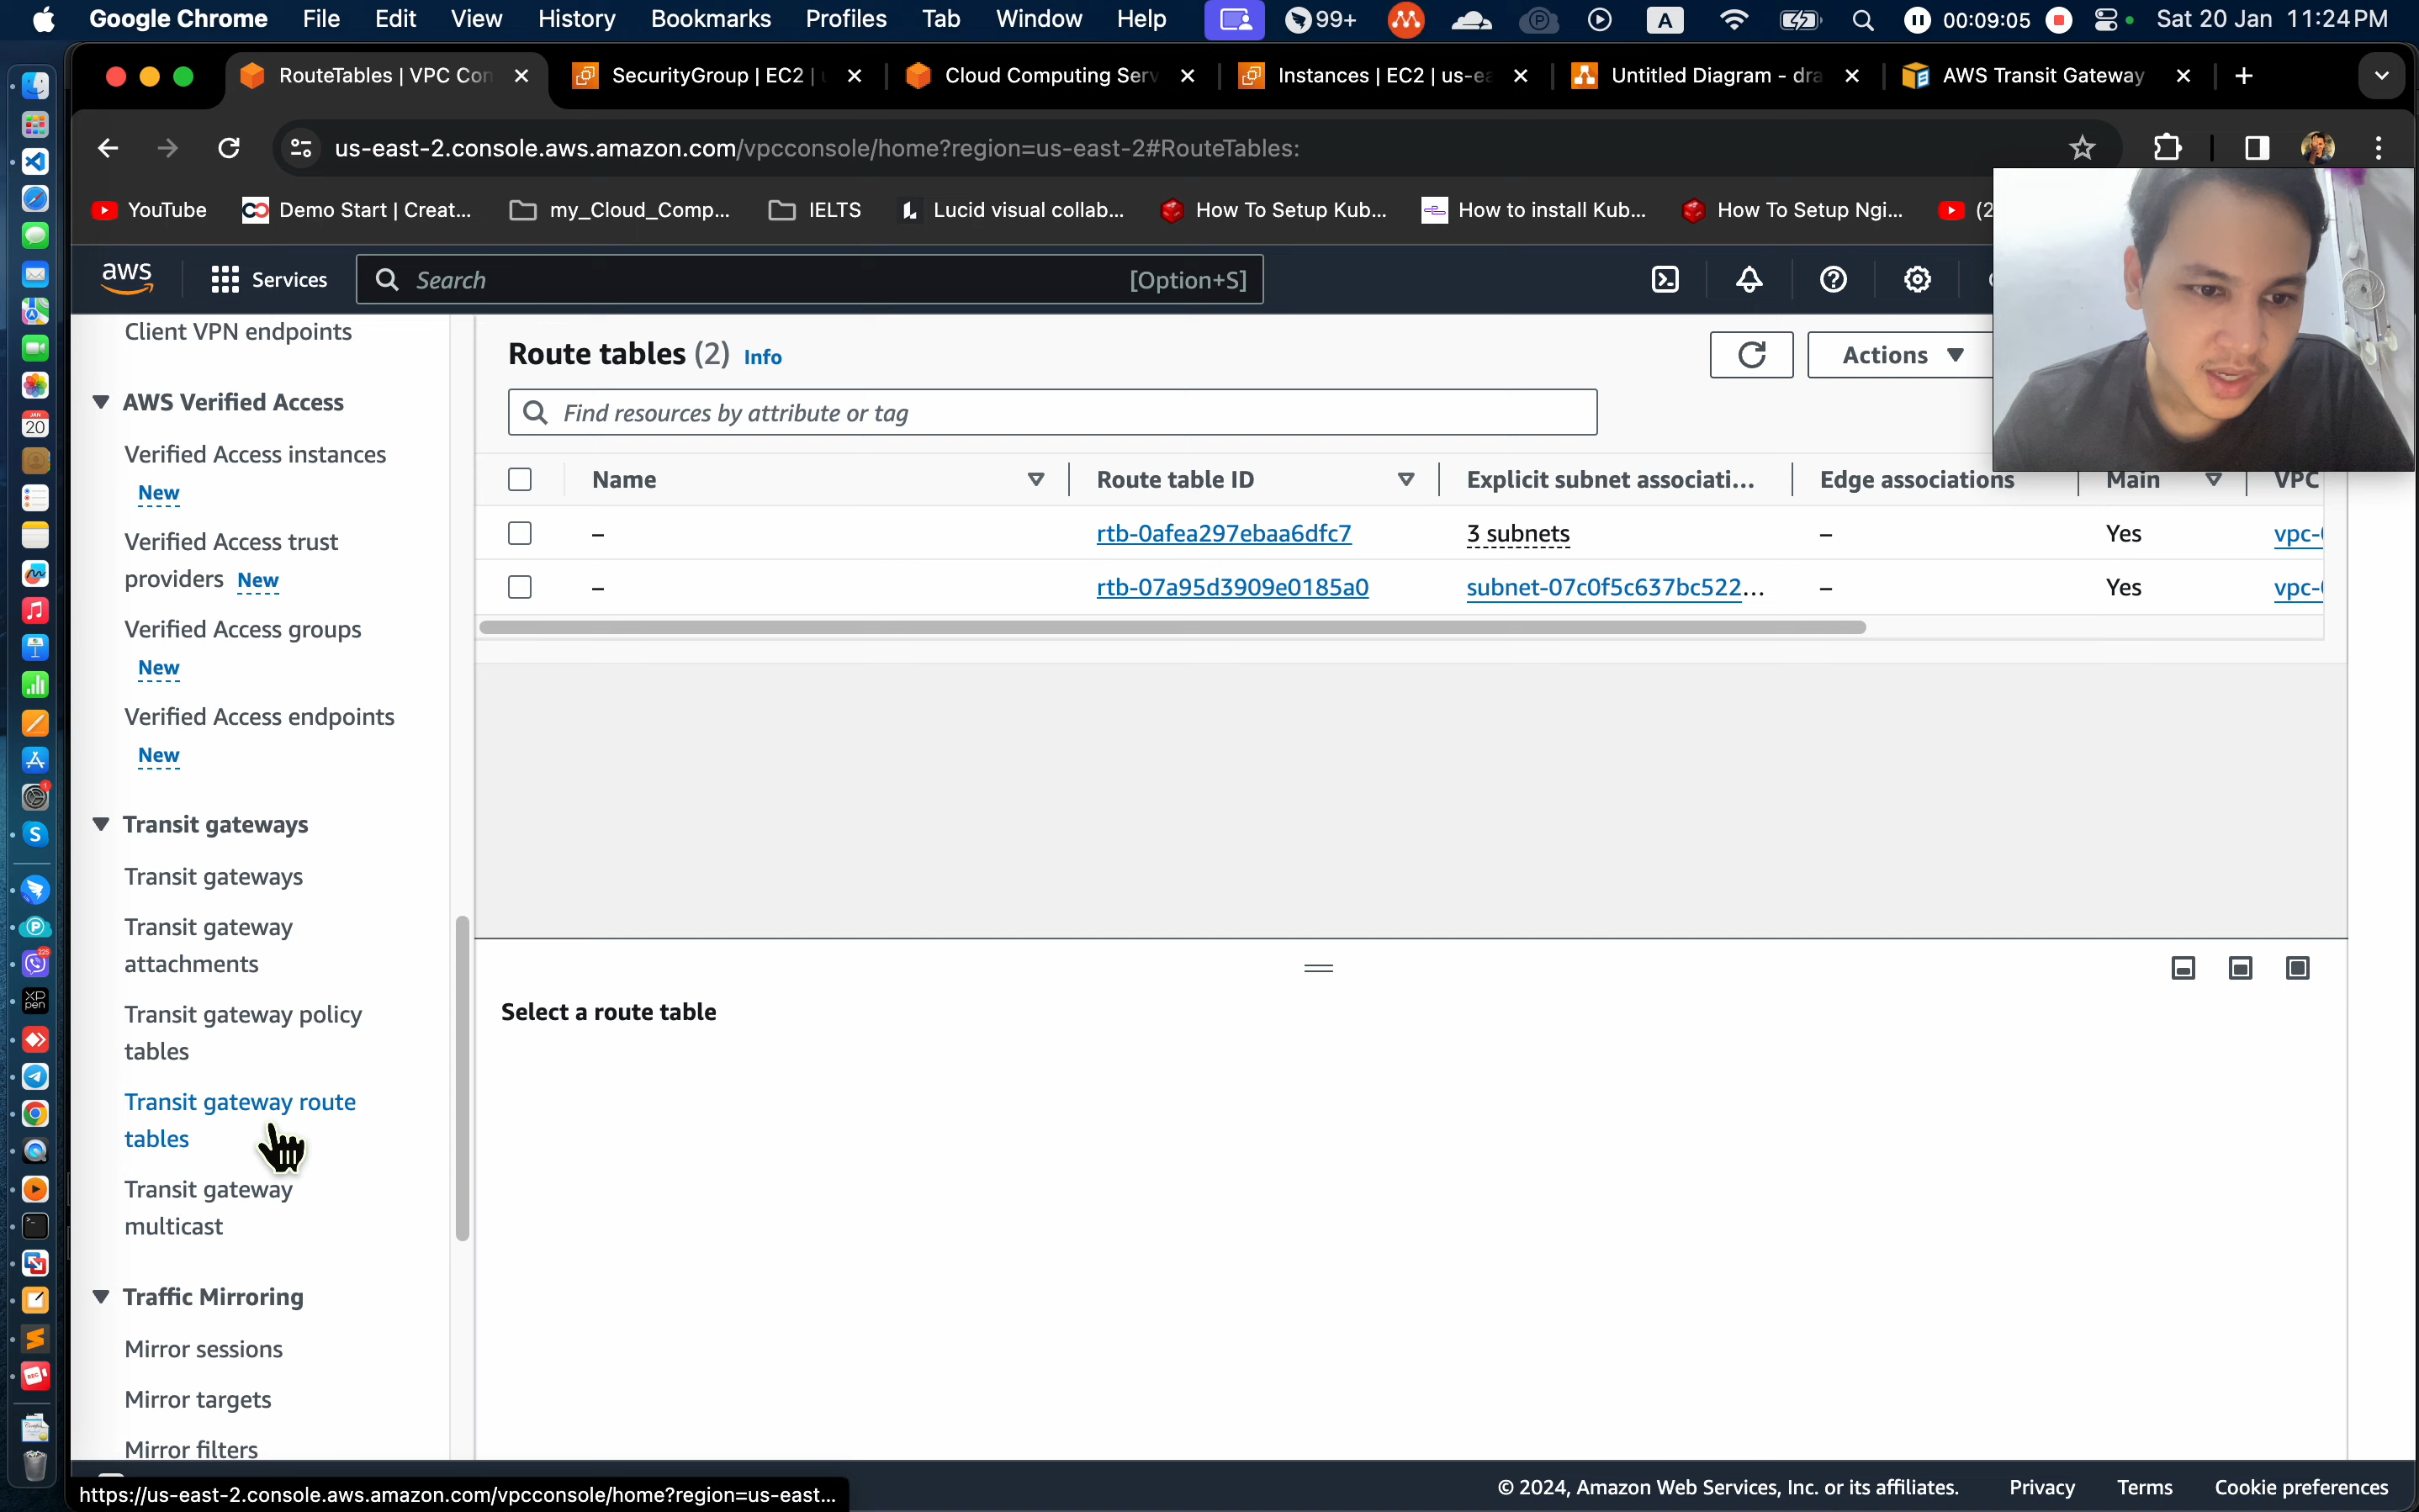 Google Chrome File Edit View History Bookmarks Profiles Tab Window Help 99+ A 00:09:05 Sat 20 Jan 11:24 PM
RouteTables | VPC Con SecurityGroup | EC2 | Cloud Computing Serv Instances | EC2 | us-ea Untitled Diagram - dra AWS Transit Gateway
us-east-2.console.aws.amazon.com/vpcconsole/home?region=us-east-2#RouteTables:
YouTube Demo Start | Creat... my_Cloud_Comp... IELTS Lucid visual collab... How To Setup Kub... How to install Kub... How To Setup Ngi... (2
aws Services Search [Option+S]
Client VPN endpoints
AWS Verified Access
Verified Access instances
New
Verified Access trust
providers New
Verified Access groups
New
Verified Access endpoints
New
Transit gateways
Transit gateways
Transit gateway
attachments
Transit gateway policy
tables
Transit gateway route
tables
Transit gateway
multicast
Traffic Mirroring
Mirror sessions
Mirror targets
Mirror filters
Route tables (2) Info
Actions
Find resources by attribute or tag
Name Route table ID Explicit subnet associati... Edge associations Main VPC
– rtb-0afea297ebaa6dfc7 3 subnets – Yes vpc-
– rtb-07a95d3909e0185a0 subnet-07c0f5c637bc522... – Yes vpc-
Select a route table
https://us-east-2.console.aws.amazon.com/vpcconsole/home?region=us-east...
© 2024, Amazon Web Services, Inc. or its affiliates. Privacy Terms Cookie preferences